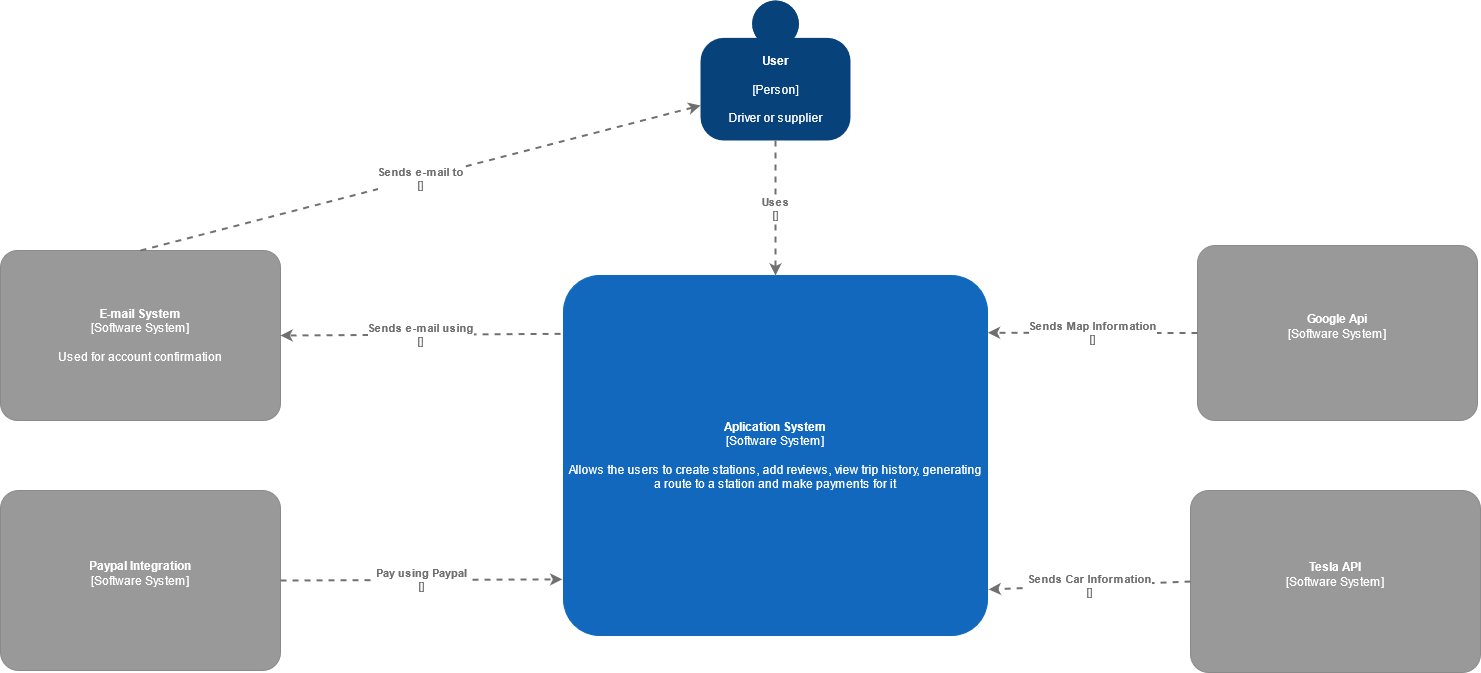 User
[Person]
Driver or supplier
Sends e-mail to
[]
Uses
[]
E-mail System
[Software System]
Used for account confirmation
Sends e-mail using
[]
Sends Map Information
[]
Google Api
[Software System]
Aplication System
[Software System]
Allows the users to create stations, add reviews, view trip history, generating
a route to a station and make payments for it
Paypal Integration
[Software System]
Pay using Paypal
[]
Sends Car Information
[]
Tesla API
[Software System]